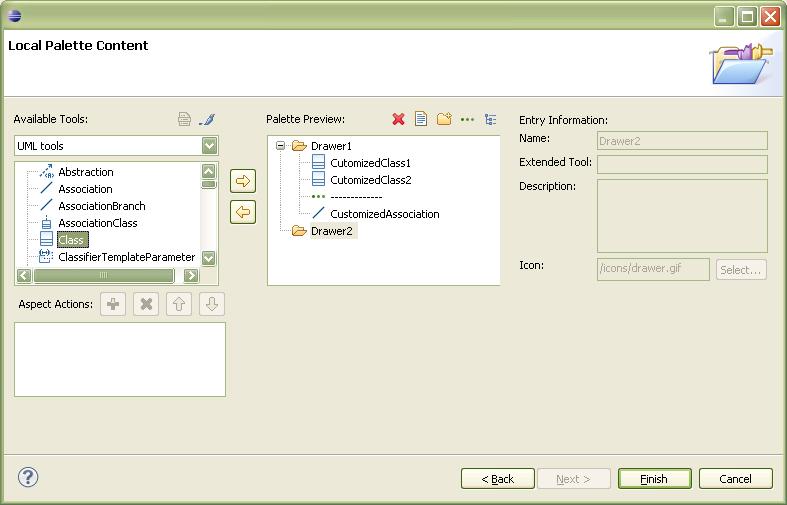 Local Palette Content
Available Tools:
UML tools
Abstraction
Association
AssociationBranch
AssociationClass
Class
ClassifierTemplateParameter
Aspect Actions:
Palette Preview:
Drawer1
CutomizedClass1
CutomizedClass2
-------------
CustomizedAssociation
Drawer2
Entry Information:
Name: Drawer2
Extended Tool:
Description:
Icon: /icons/drawer.gif Select...
< Back Next > Finish Cancel